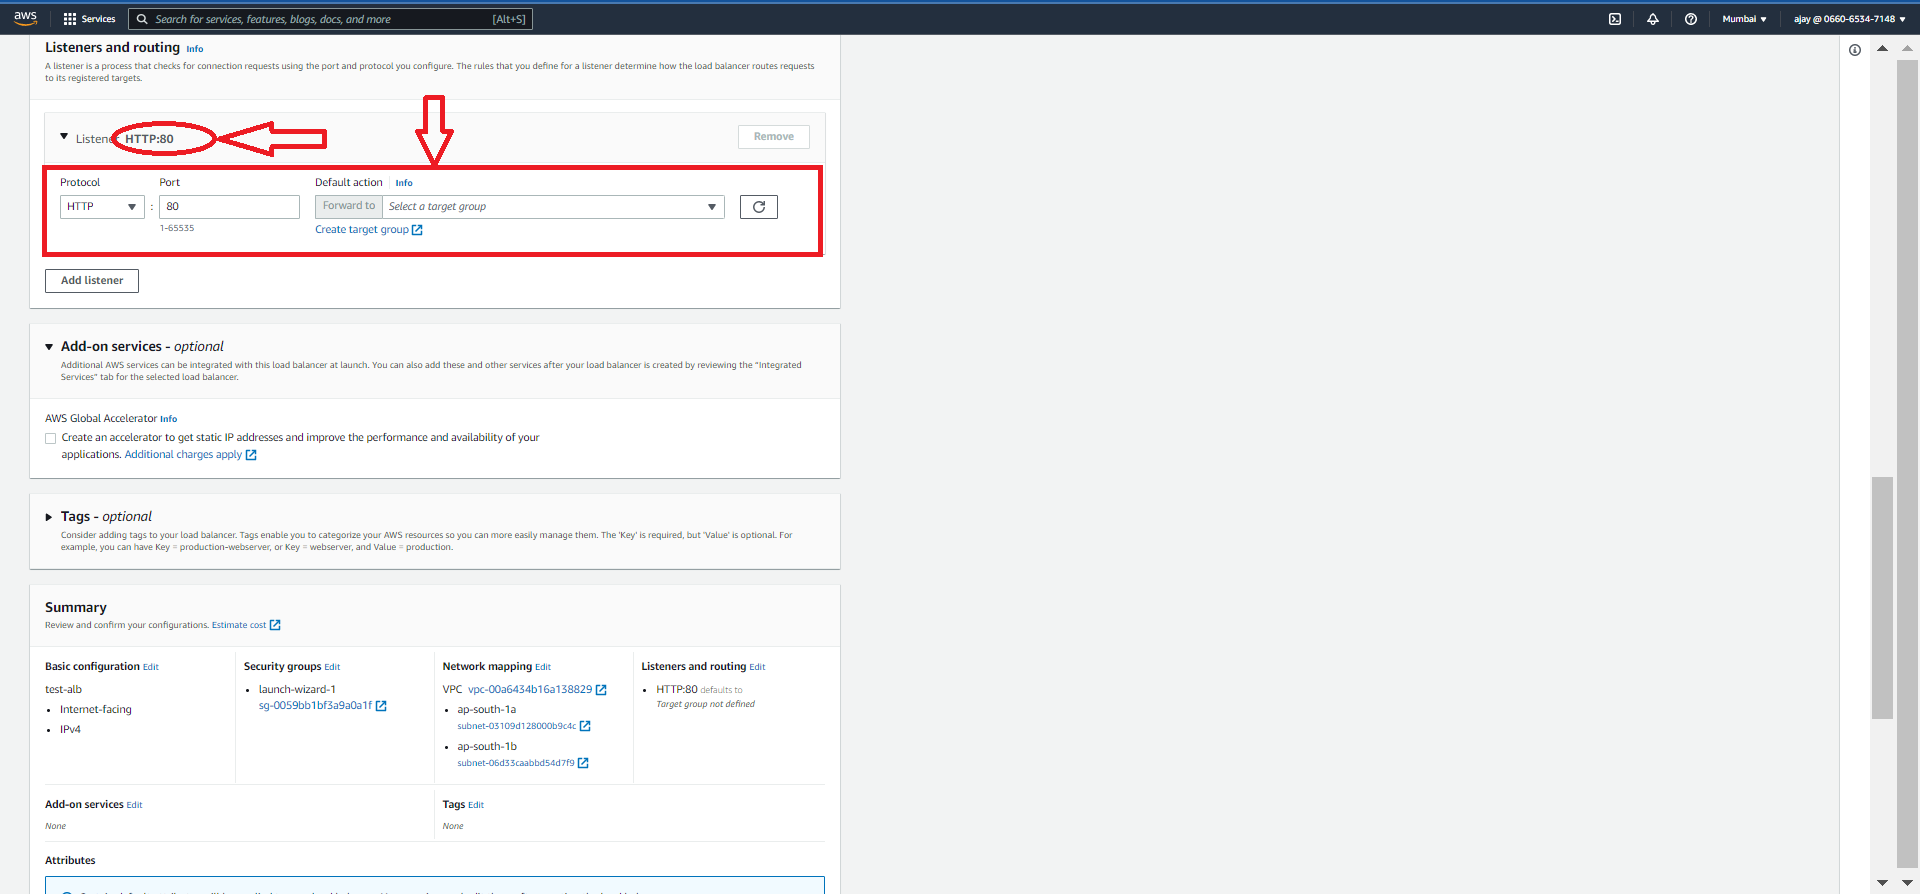 aws Services Search for services, features, blogs, docs, and more [Alt+S] Mumbai ajay @ 0660-6534-7148
Listeners and routing Info
A listener is a process that checks for connection requests using the port and protocol you configure. The rules that you define for a listener determine how the load balancer routes requests
to its registered targets.
Listener HTTP:80 Remove
Protocol Port Default action Info
HTTP : 80 Forward to Select a target group
1-65535 Create target group
Add listener
Add-on services - optional
Additional AWS services can be integrated with this load balancer at launch. You can also add these and other services after your load balancer is created by reviewing the "Integrated
Services" tab for the selected load balancer.
AWS Global Accelerator Info
Create an accelerator to get static IP addresses and improve the performance and availability of your
applications. Additional charges apply
Tags - optional
Consider adding tags to your load balancer. Tags enable you to categorize your AWS resources so you can more easily manage them. The 'Key' is required, but 'Value' is optional. For
example, you can have Key = production-webserver, or Key = webserver, and Value = production.
Summary
Review and confirm your configurations. Estimate cost
Basic configuration Edit
test-alb
• Internet-facing
• IPv4
Security groups Edit
• launch-wizard-1
sg-0059bb1bf3a9a0a1f
Network mapping Edit
VPC vpc-00a6434b16a138829
• ap-south-1a
subnet-03109d128000b9c4c
• ap-south-1b
subnet-06d33caabbd54d7f9
Listeners and routing Edit
• HTTP:80 defaults to
Target group not defined
Add-on services Edit
None
Tags Edit
None
Attributes